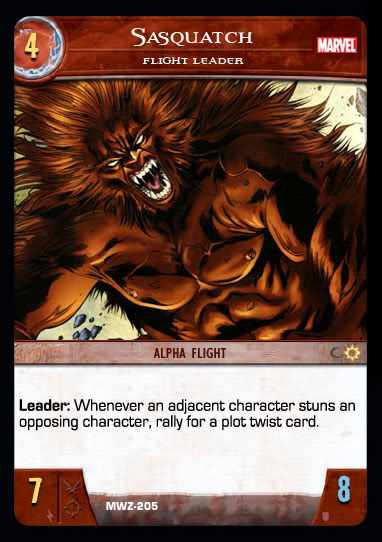 4
SASQUATCH
MARVEL
FLIGHT LEADER
ALPHA FLIGHT
Leader: Whenever an adjacent character stuns an
opposing character, rally for a plot twist card.
7
8
MWZ-205